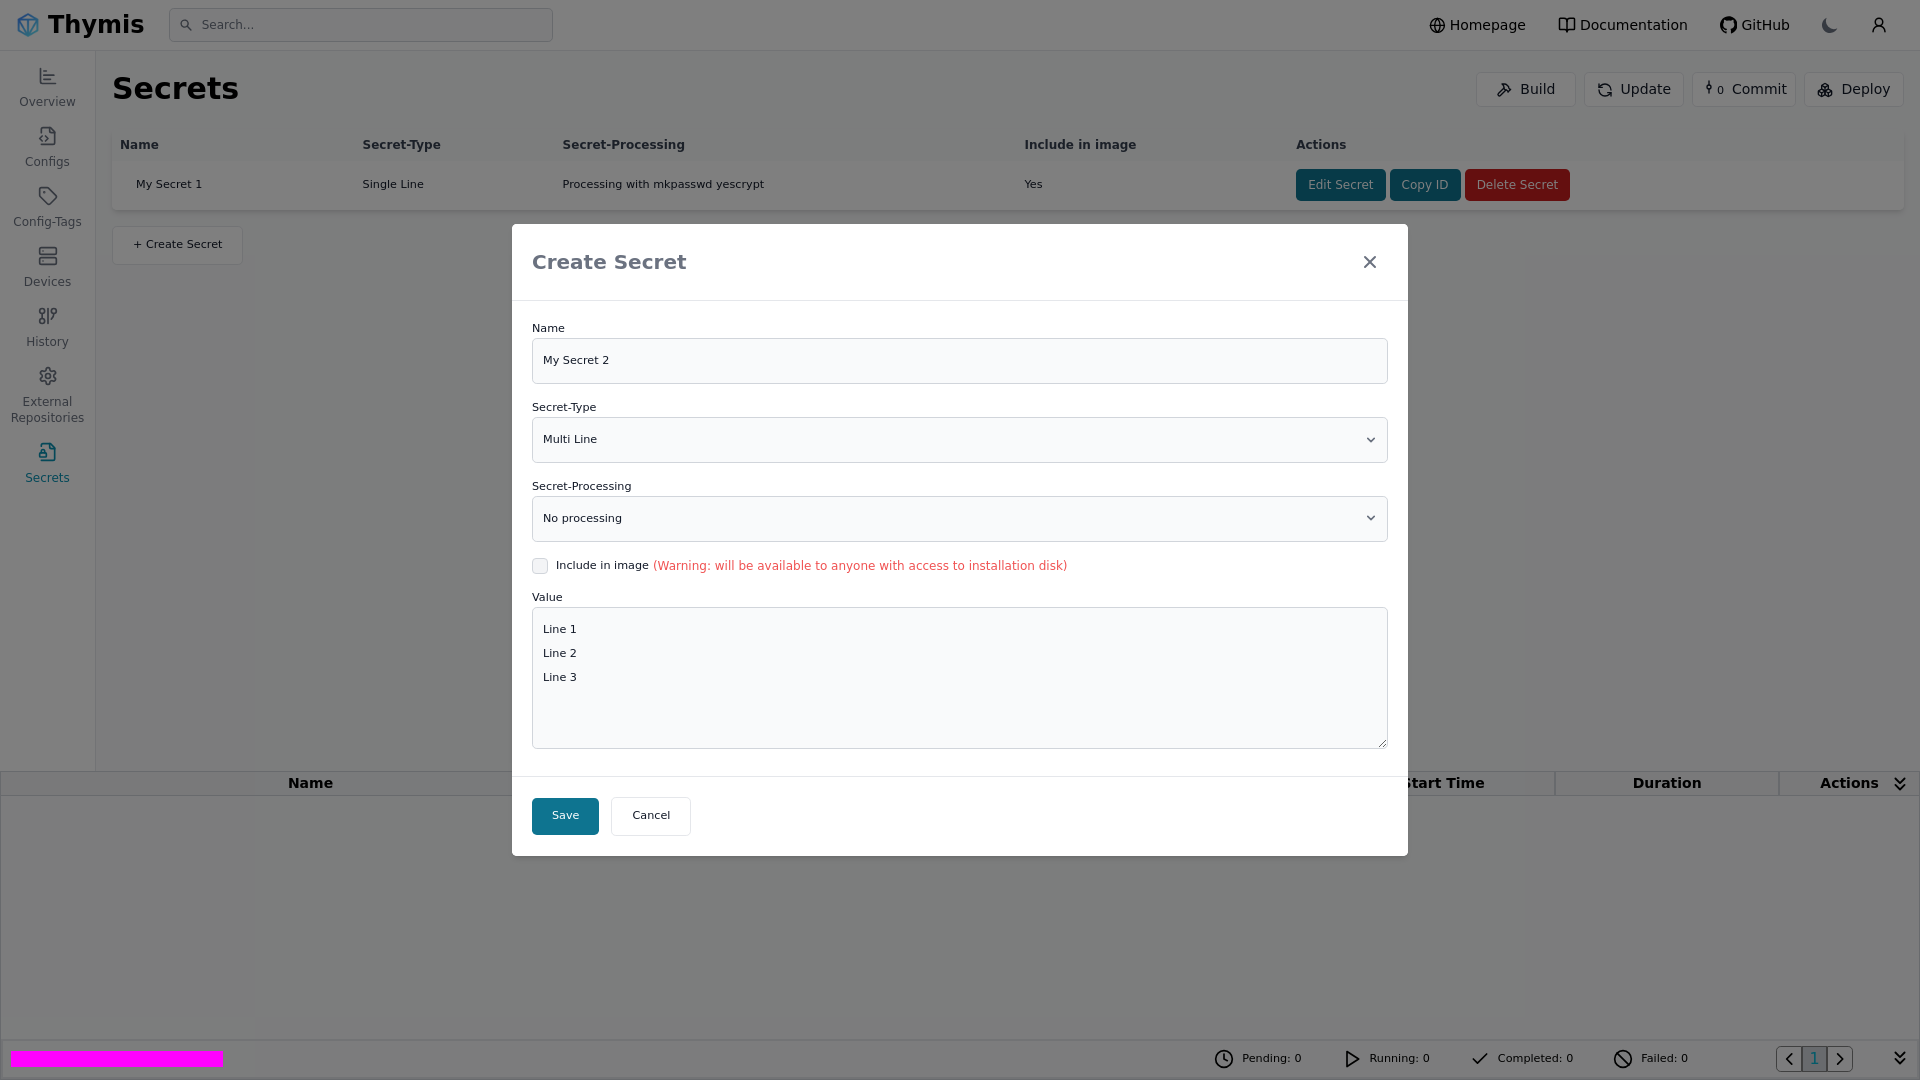 Thymis
Search...
Homepage
Documentation
GitHub
Overview
Configs
Config-Tags
Devices
History
External
Repositories
Secrets
Secrets
Build
Update
0 Commit
Deploy
Name Secret-Type Secret-Processing Include in image Actions
My Secret 1 Single Line Processing with mkpasswd yescrypt Yes Edit Secret Copy ID Delete Secret
+ Create Secret
Create Secret
Name
My Secret 2
Secret-Type
Multi Line
Secret-Processing
No processing
Include in image (Warning: will be available to anyone with access to installation disk)
Value
Line 1
Line 2
Line 3
Save Cancel
Name Start Time Duration Actions
Pending: 0 Running: 0 Completed: 0 Failed: 0 1